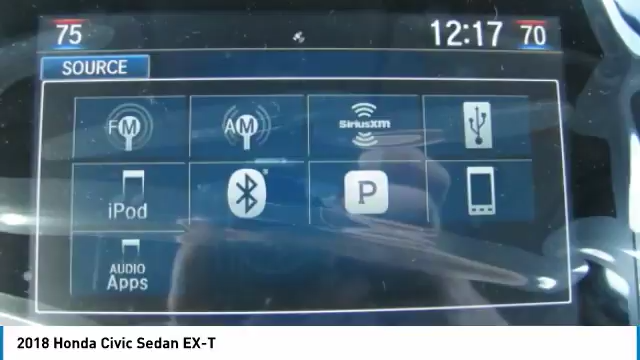 75
12:17 70
SOURCE
FM
AM
SiriusXM
iPod
P
AUDIO
Apps
2018 Honda Civic Sedan EX-T